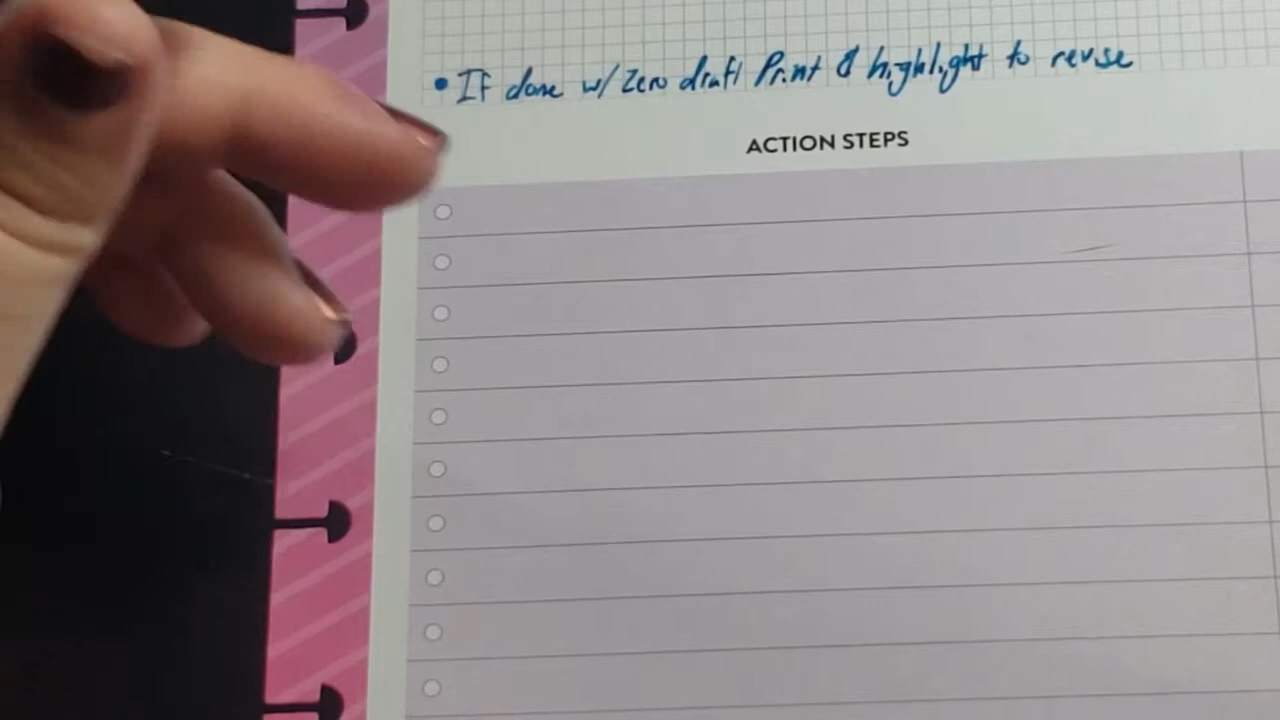 • If done w/ Zero draft Print & highlight to revise
ACTION STEPS